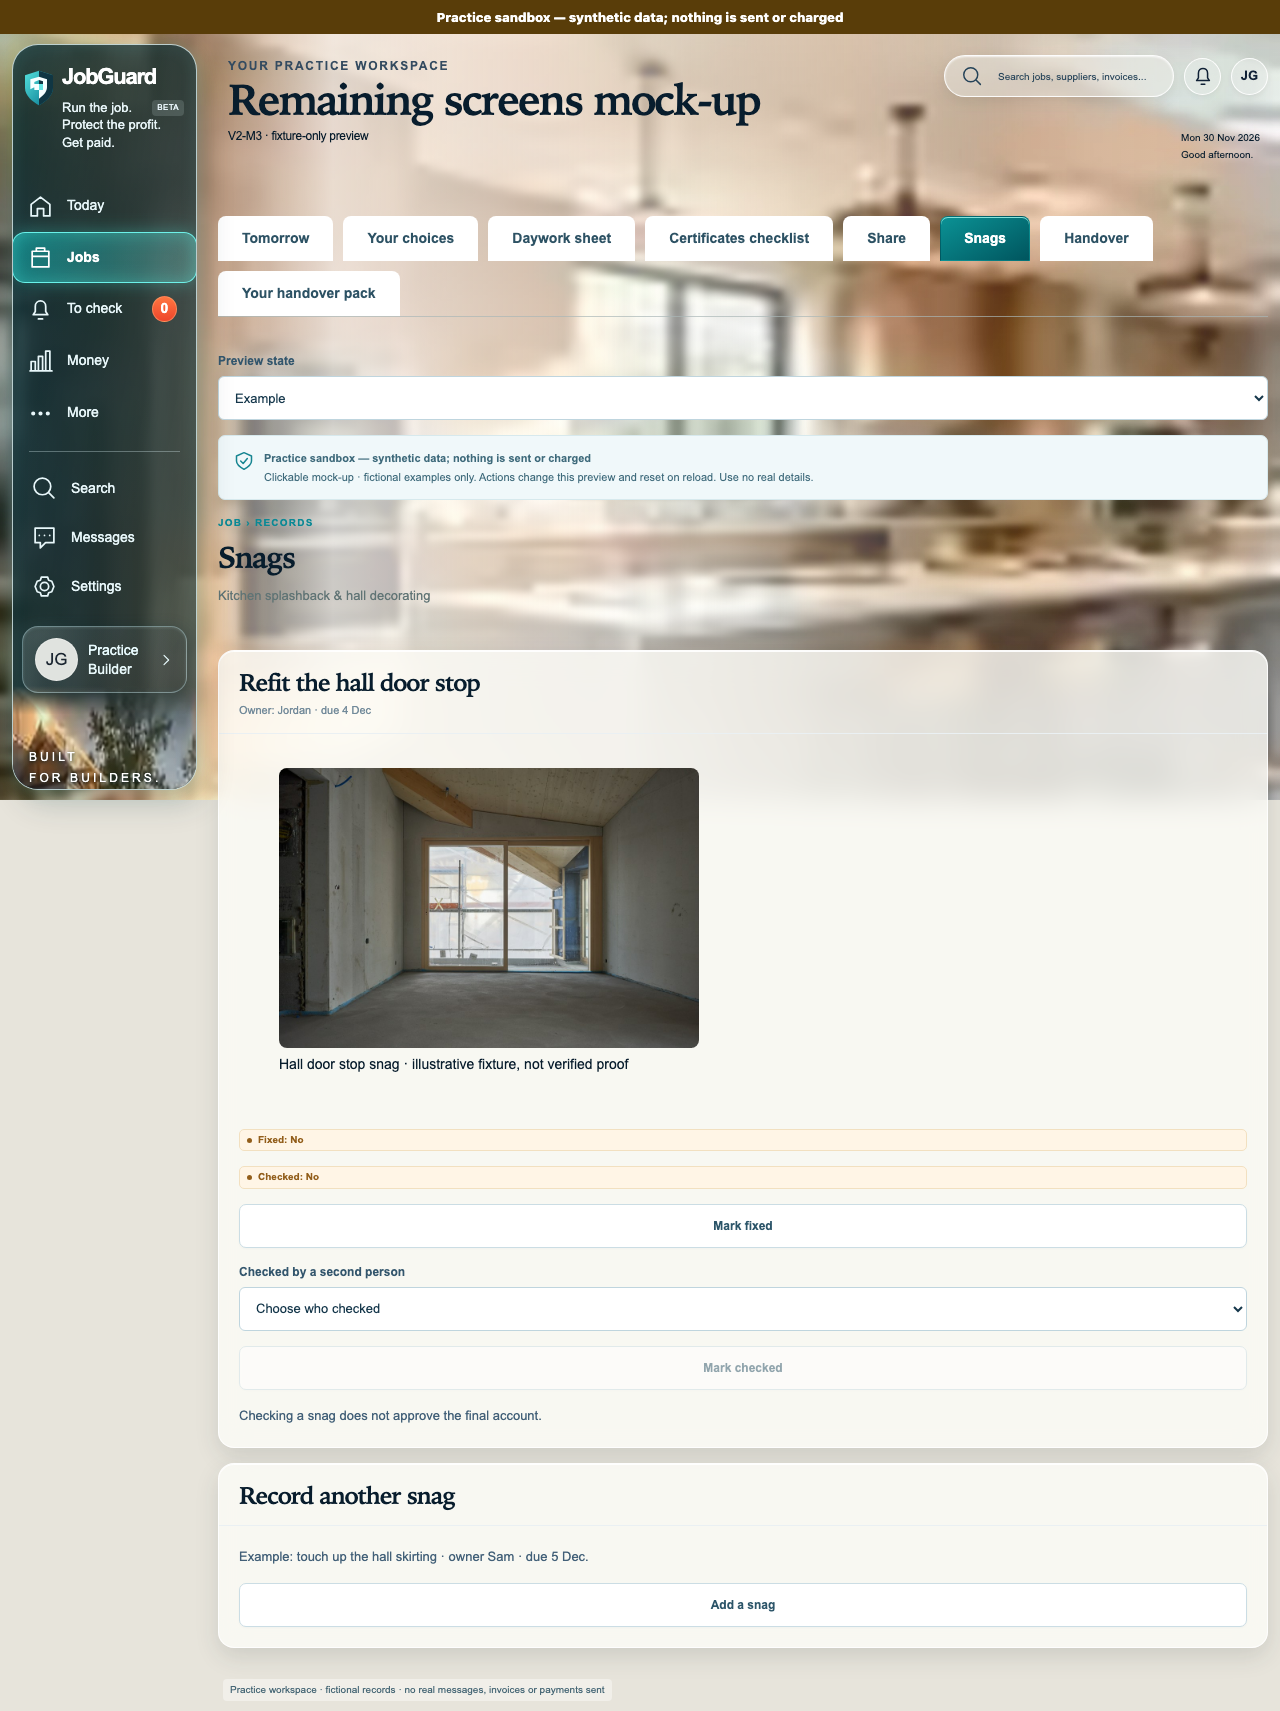 Practice sandbox — synthetic data; nothing is sent or charged
JobGuard
Run the job.
Protect the profit.
Get paid.
BETA
Today
Jobs
To check
0
Money
More
Search
Messages
Settings
JG
Practice
Builder
BUILT
FOR BUILDERS.
YOUR PRACTICE WORKSPACE
Remaining screens mock-up
V2-M3 · fixture-only preview
Search jobs, suppliers, invoices...
JG
Mon 30 Nov 2026
Good afternoon.
Tomorrow
Your choices
Daywork sheet
Certificates checklist
Share
Snags
Handover
Your handover pack
Preview state
Example
Practice sandbox — synthetic data; nothing is sent or charged
Clickable mock-up · fictional examples only. Actions change this preview and reset on reload. Use no real details.
JOB › RECORDS
Snags
Kitchen splashback & hall decorating
Refit the hall door stop
Owner: Jordan · due 4 Dec
Hall door stop snag · illustrative fixture, not verified proof
Fixed: No
Checked: No
Mark fixed
Checked by a second person
Choose who checked
Mark checked
Checking a snag does not approve the final account.
Record another snag
Example: touch up the hall skirting · owner Sam · due 5 Dec.
Add a snag
Practice workspace · fictional records · no real messages, invoices or payments sent